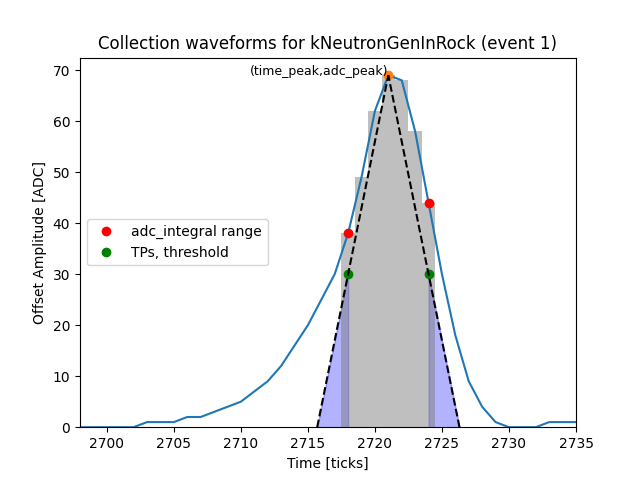 Collection waveforms for kNeutronGenInRock (event 1)
(time_peak,adc_peak)
70
60
50
40
30
20
10
0
Offset Amplitude [ADC]
adc_integral range
TPs, threshold
2700 2705 2710 2715 2720 2725 2730 2735
Time [ticks]